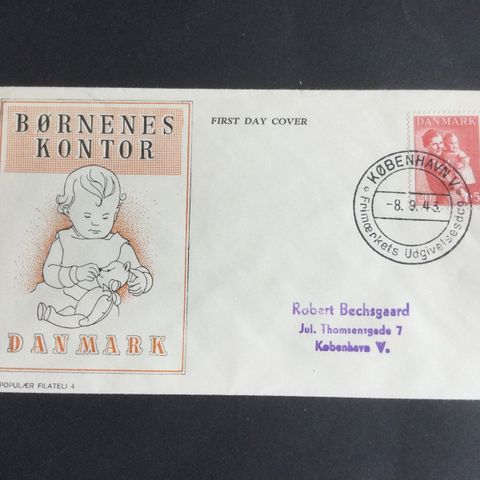 BØRNENES
KONTOR
DANMARK
POPULÆR FILATELI 4
FIRST DAY COVER
DANMARK
KØBENHAVN V.
-8.9.43.
Frimærkets Udgivelsesdag
Robert Bechsgaard
Jul. Thomsensgade 7
København V.